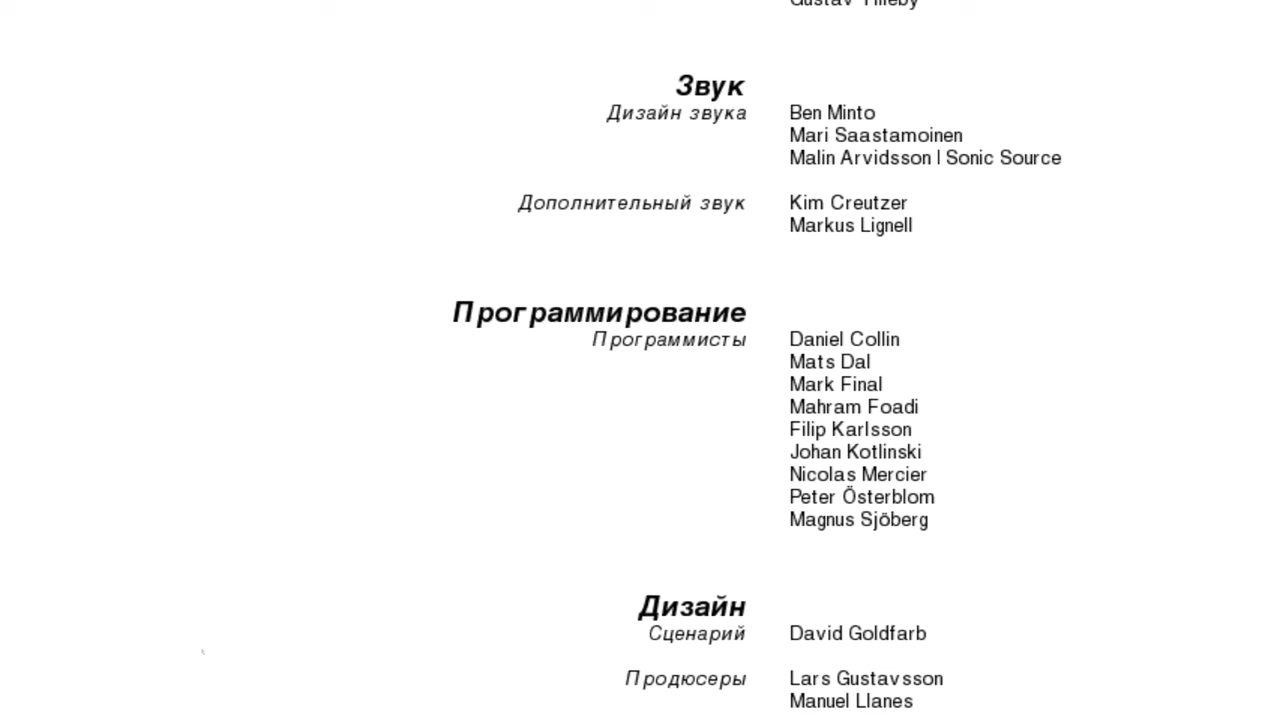 Звук
Дизайн звука Ben Minto
Mari Saastamoinen
Malin Arvidsson | Sonic Source
Дополнительный звук Kim Creutzer
Markus Lignell
Программирование
Программисты Daniel Collin
Mats Dal
Mark Final
Mahram Foadi
Filip Karlsson
Johan Kotlinski
Nicolas Mercier
Peter Österblom
Magnus Sjöberg
Дизайн
Сценарий David Goldfarb
Продюсеры Lars Gustavsson
Manuel Llanes